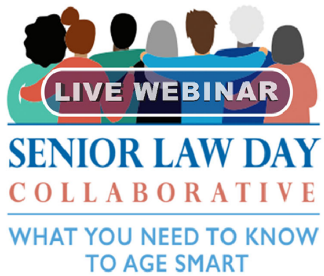 LIVE WEBINAR
SENIOR LAW DAY
COLLABORATIVE
WHAT YOU NEED TO KNOW
TO AGE SMART